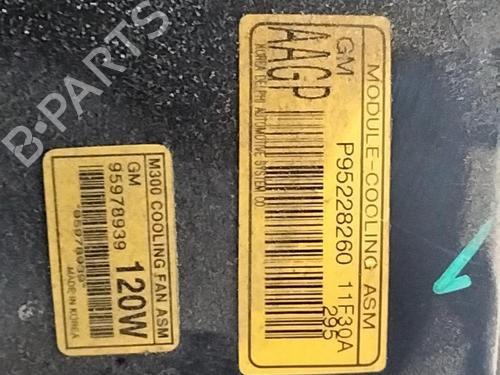 MODULE-COOLING ASM
GM P95228260 11F30A
295
AAGP
KOREA DELPHI AUTOMOTIVE SYSTEM CO
M300 COOLING FAN ASM
GM
95978939 120W
MADE IN KOREA
B-PARTS